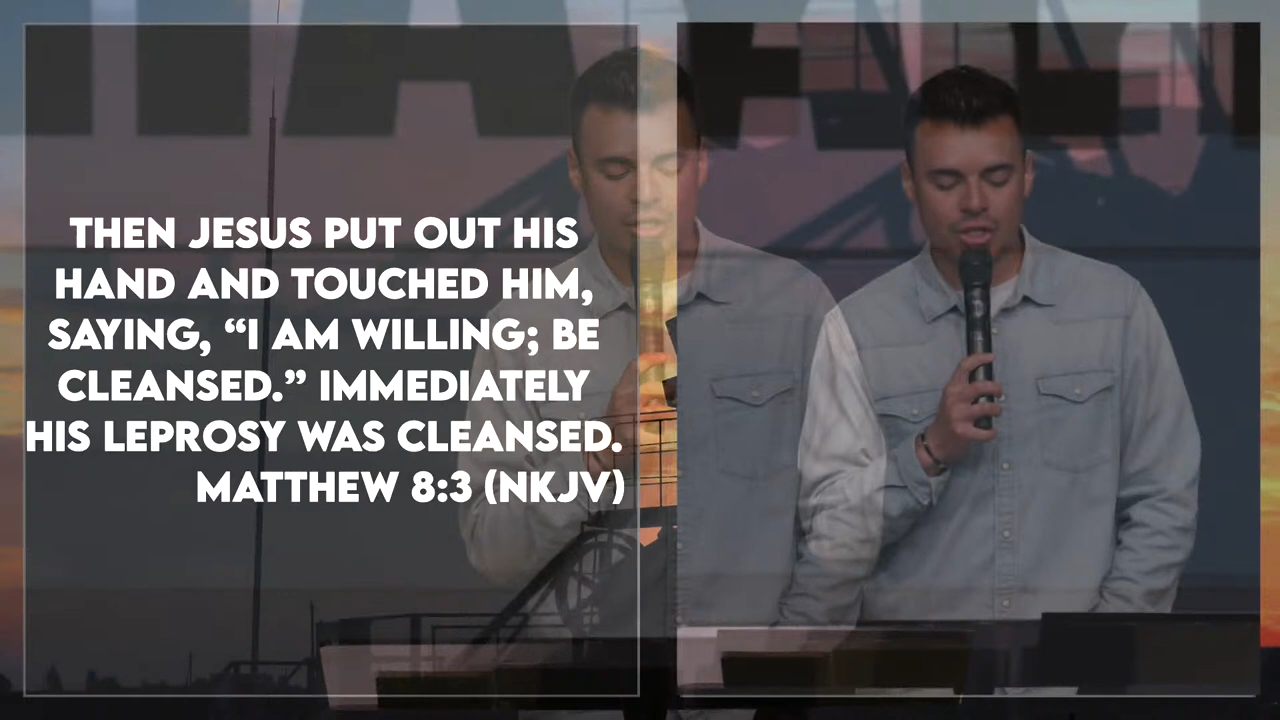 THEN JESUS PUT OUT HIS
HAND AND TOUCHED HIM,
SAYING, “I AM WILLING; BE
CLEANSED.” IMMEDIATELY
HIS LEPROSY WAS CLEANSED.
MATTHEW 8:3 (NKJV)